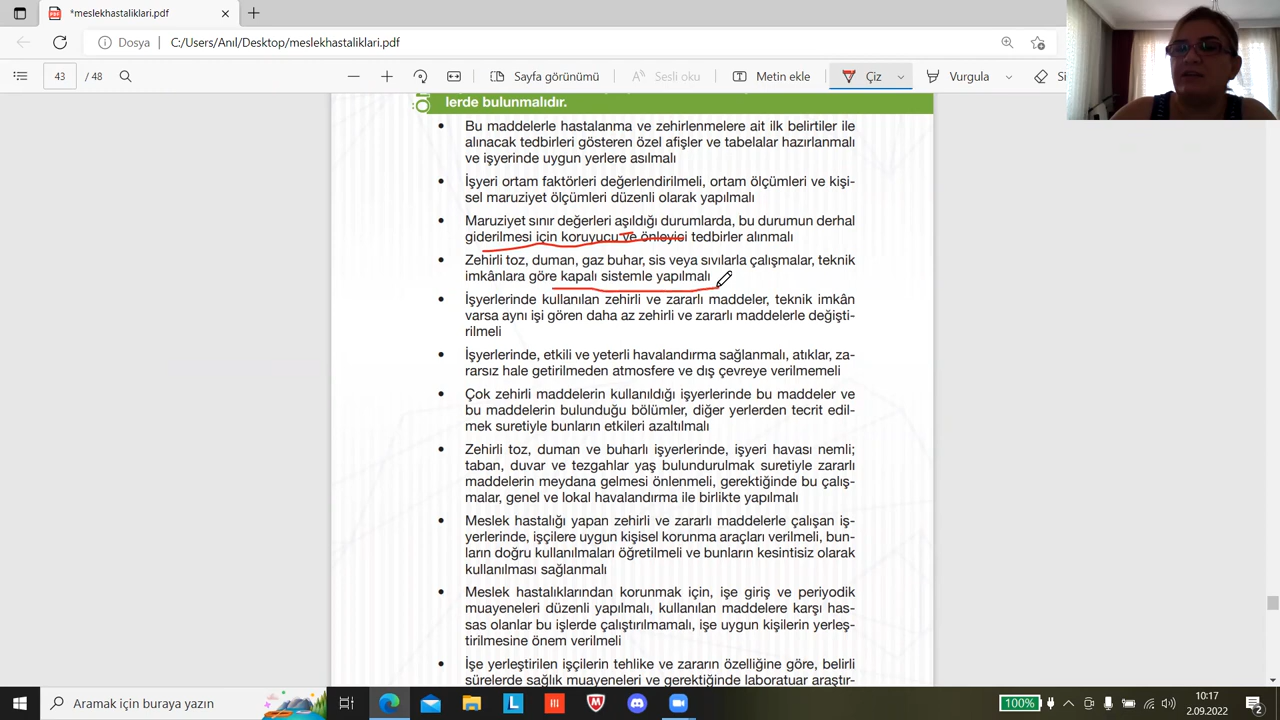 *meslekhastaliklari.pdf
Dosya
C:/Users/Anıl/Desktop/meslekhastaliklari.pdf
43
/ 48
Sayfa görünümü
Sesli oku
Metin ekle
Çiz
Vurgula
Si
lerde bulunmalıdır.
• Bu maddelerle hastalanma ve zehirlenmelere ait ilk belirtiler ile
alınacak tedbirleri gösteren özel afişler ve tabelalar hazırlanmalı
ve işyerinde uygun yerlere asılmalı
• İşyeri ortam faktörleri değerlendirilmeli, ortam ölçümleri ve kişi-
sel maruziyet ölçümleri düzenli olarak yapılmalı
• Maruziyet sınır değerleri aşıldığı durumlarda, bu durumun derhal
giderilmesi için koruyucu ve önleyici tedbirler alınmalı
• Zehirli toz, duman, gaz buhar, sis veya sıvılarla çalışmalar, teknik
imkânlara göre kapalı sistemle yapılmalı
• İşyerlerinde kullanılan zehirli ve zararlı maddeler, teknik imkân
varsa aynı işi gören daha az zehirli ve zararlı maddelerle değişti-
rilmeli
• İşyerlerinde, etkili ve yeterli havalandırma sağlanmalı, atıklar, za-
rarsız hale getirilmeden atmosfere ve dış çevreye verilmemeli
• Çok zehirli maddelerin kullanıldığı işyerlerinde bu maddeler ve
bu maddelerin bulunduğu bölümler, diğer yerlerden tecrit edil-
mek suretiyle bunların etkileri azaltılmalı
• Zehirli toz, duman ve buharlı işyerlerinde, işyeri havası nemli;
taban, duvar ve tezgahlar yaş bulundurulmak suretiyle zararlı
maddelerin meydana gelmesi önlenmeli, gerektiğinde bu çalış-
malar, genel ve lokal havalandırma ile birlikte yapılmalı
• Meslek hastalığı yapan zehirli ve zararlı maddelerle çalışan iş-
yerlerinde, işçilere uygun kişisel korunma araçları verilmeli, bun-
ların doğru kullanılmaları öğretilmeli ve bunların kesintisiz olarak
kullanılması sağlanmalı
• Meslek hastalıklarından korunmak için, işe giriş ve periyodik
muayeneleri düzenli yapılmalı, kullanılan maddelere karşı has-
sas olanlar bu işlerde çalıştırılmamalı, işe uygun kişilerin yerleş-
tirilmesine önem verilmeli
• İşe yerleştirilen işçilerin tehlike ve zararın özelliğine göre, belirli
sürelerde sağlık muayeneleri ve gerektiğinde laboratuar araştır-
Aramak için buraya yazın
100%
10:17
2.09.2022
2